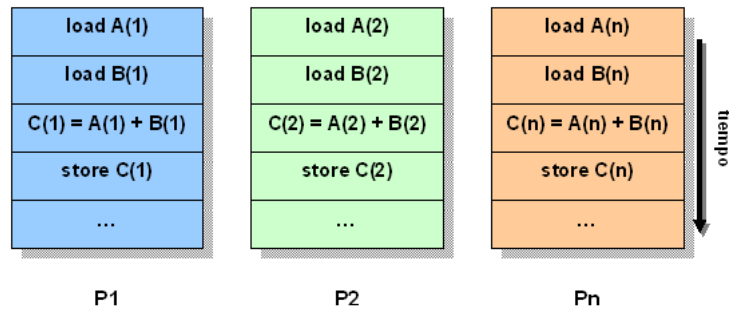 load A(1)
load B(1)
C(1) = A(1) + B(1)
store C(1)
...
P1
load A(2)
load B(2)
C(2) = A(2) + B(2)
store C(2)
...
P2
load A(n)
load B(n)
C(n) = A(n) + B(n)
store C(n)
...
Pn
tiempo